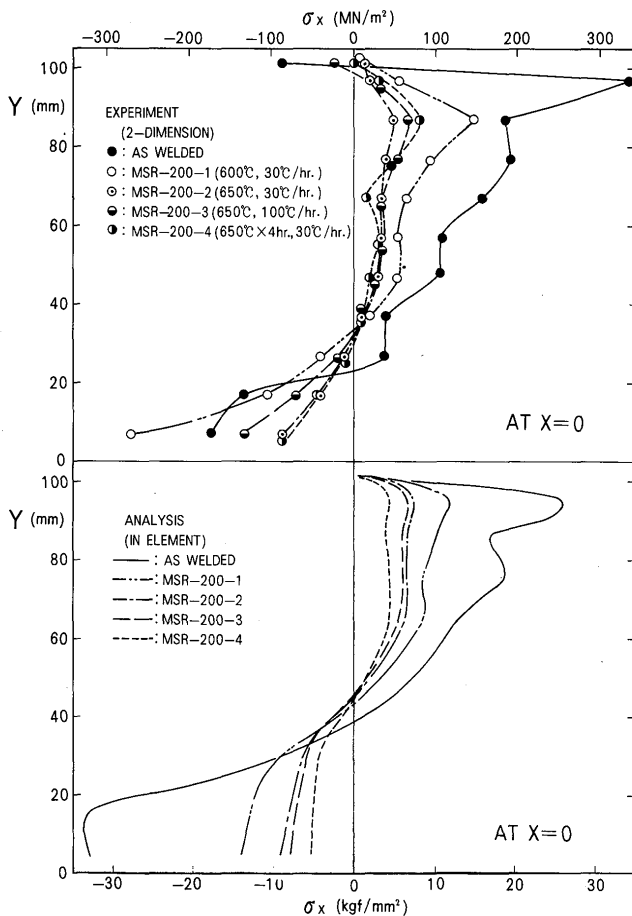 σx (MN/m²)
−300 −200 −100 0 100 200 300
100
Y (mm)
80
60
40
20
0
EXPERIMENT
(2-DIMENSION)
● : AS WELDED
○ : MSR−200−1 (600℃, 30℃/hr.)
⊙ : MSR−200−2 (650℃, 30℃/hr.)
◒ : MSR−200−3 (650℃, 100℃/hr.)
◑ : MSR−200−4 (650℃×4hr., 30℃/hr.)
AT X=0
100
Y (mm)
80
60
40
20
0
ANALYSIS
(IN ELEMENT)
: AS WELDED
: MSR−200−1
: MSR−200−2
: MSR−200−3
: MSR−200−4
AT X=0
−30 −20 −10 0 10 20 30
σx (kgf/mm²)